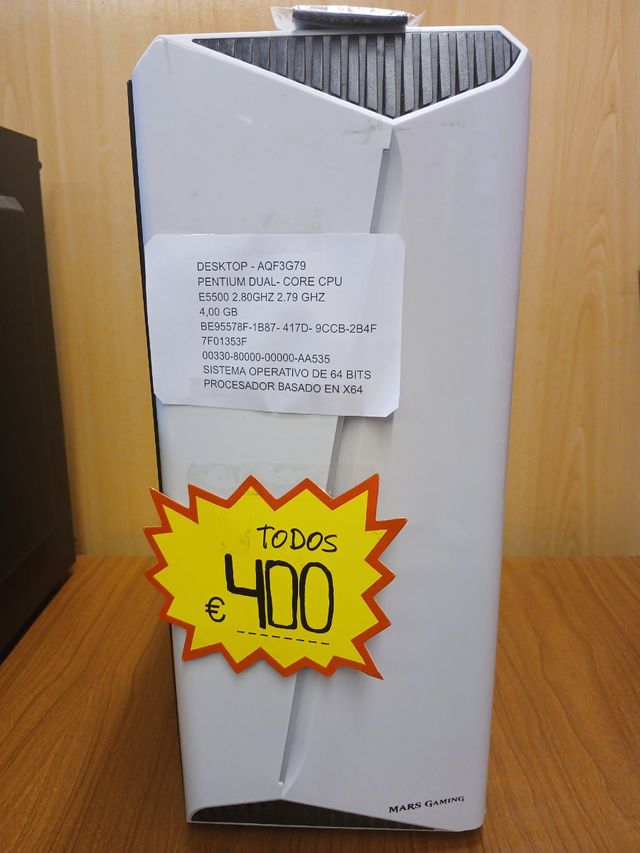 DESKTOP - AQF3G79
PENTIUM DUAL- CORE CPU
E5500 2.80GHZ 2.79 GHZ
4,00 GB
BE95578F-1B87- 417D- 9CCB-2B4F
7F01353F
00330-80000-00000-AA535
SISTEMA OPERATIVO DE 64 BITS
PROCESADOR BASADO EN X64
TODOS
€ 400
MARS GAMING